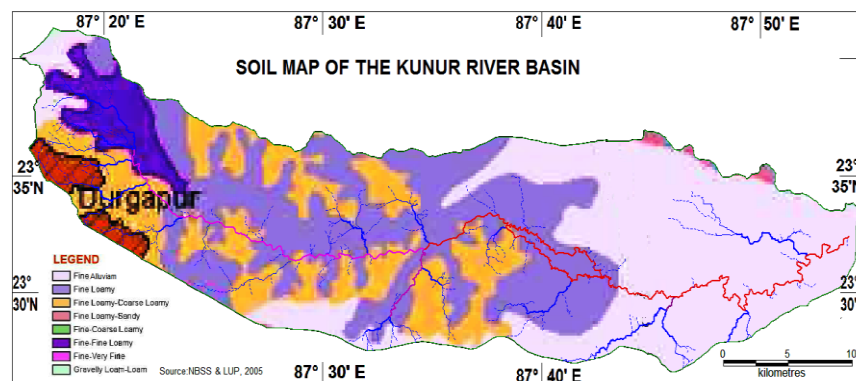 87° 20' E
87° 30' E
87° 40' E
87° 50' E
SOIL MAP OF THE KUNUR RIVER BASIN
23° 35'N
23° 35'N
Durgapur
LEGEND
Fine Alluvium
Fine Loamy
Fine Loamy-Coarse Loamy
Fine Loamy-Sandy
Fine-Coarse Loamy
Fine-Fine Loamy
Fine-Very Fine
Gravelly Loam-Loam
Source:NBSS & LUP, 2005
23° 30'N
23° 30'N
87° 30' E
87° 40' E
0 5 10
kilometres